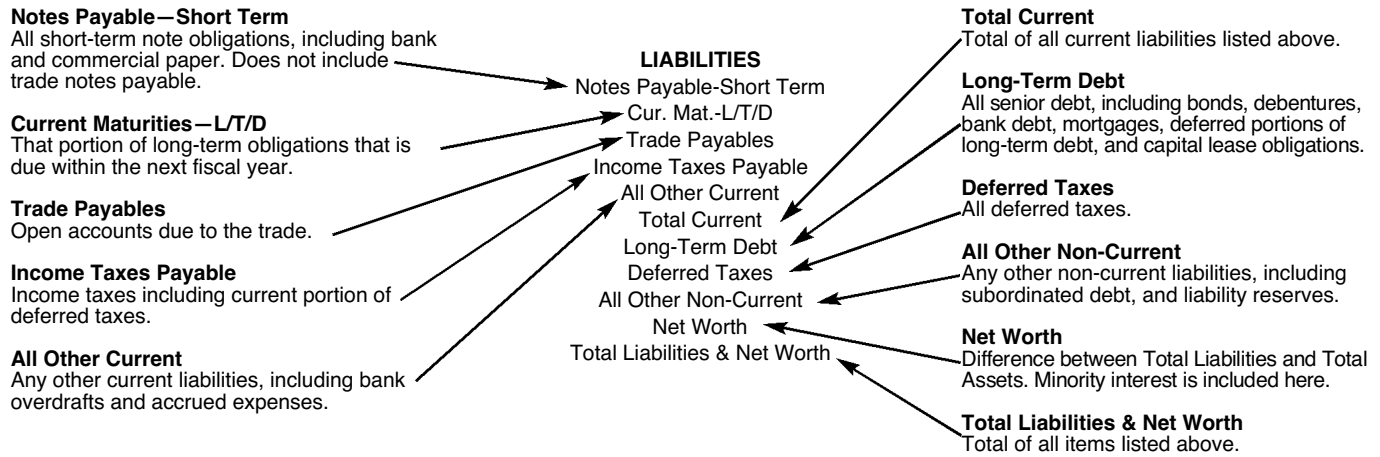 Notes Payable—Short Term
All short-term note obligations, including bank
and commercial paper. Does not include
trade notes payable.
Current Maturities—L/T/D
That portion of long-term obligations that is
due within the next fiscal year.
Trade Payables
Open accounts due to the trade.
Income Taxes Payable
Income taxes including current portion of
deferred taxes.
All Other Current
Any other current liabilities, including bank
overdrafts and accrued expenses.
LIABILITIES
Notes Payable-Short Term
Cur. Mat.-L/T/D
Trade Payables
Income Taxes Payable
All Other Current
Total Current
Long-Term Debt
Deferred Taxes
All Other Non-Current
Net Worth
Total Liabilities & Net Worth
Total Current
Total of all current liabilities listed above.
Long-Term Debt
All senior debt, including bonds, debentures,
bank debt, mortgages, deferred portions of
long-term debt, and capital lease obligations.
Deferred Taxes
All deferred taxes.
All Other Non-Current
Any other non-current liabilities, including
subordinated debt, and liability reserves.
Net Worth
Difference between Total Liabilities and Total
Assets. Minority interest is included here.
Total Liabilities & Net Worth
Total of all items listed above.